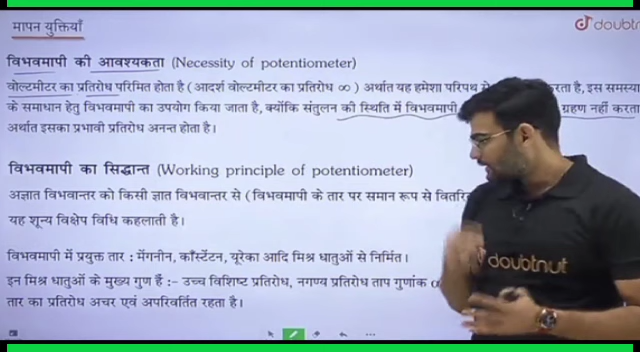 मापन युक्तियाँ
doubtnut
विभवमापी की आवश्यकता (Necessity of potentiometer)
वोल्टमीटर का प्रतिरोध परिमित होता है ( आदर्श वोल्टमीटर का प्रतिरोध ∞ ) अर्थात यह हमेशा परिपथ से करता है, इस समस्या
के समाधान हेतु विभवमापी का उपयोग किया जाता है, क्योंकि संतुलन की स्थिति में विभवमापी ग्रहण नहीं करता
अर्थात इसका प्रभावी प्रतिरोध अनन्त होता है।
विभवमापी का सिद्धान्त (Working principle of potentiometer)
अज्ञात विभवान्तर को किसी ज्ञात विभवान्तर से ( विभवमापी के तार पर समान रूप से
यह शून्य विक्षेप विधि कहलाती है।
विभवमापी में प्रयुक्त तार : मेंगनीन, कॉंस्टेंटन, यूरेका आदि मिश्र धातुओं से निर्मित।
इन मिश्र धातुओं के मुख्य गुण हैं :- उच्च विशिष्ट प्रतिरोध, नगण्य प्रतिरोध ताप गुणांक α
तार का प्रतिरोध अचर एवं अपरिवर्तित रहता है।
doubtnut